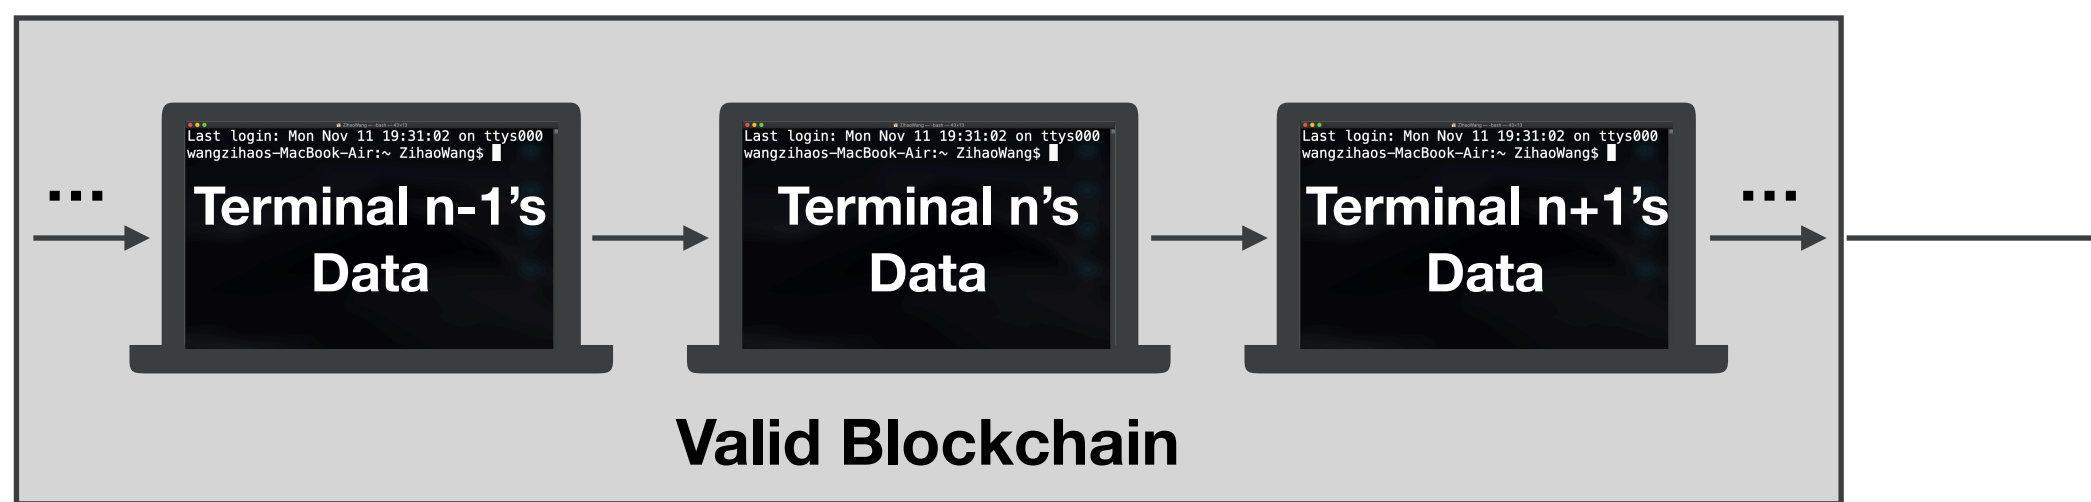 Last login: Mon Nov 11 19:31:02 on ttys000
wangzihaos-MacBook-Air:~ ZihaoWang$
Terminal n-1’s
Data
Last login: Mon Nov 11 19:31:02 on ttys000
wangzihaos-MacBook-Air:~ ZihaoWang$
Terminal n’s
Data
Last login: Mon Nov 11 19:31:02 on ttys000
wangzihaos-MacBook-Air:~ ZihaoWang$
Terminal n+1’s
Data
...
...
Valid Blockchain